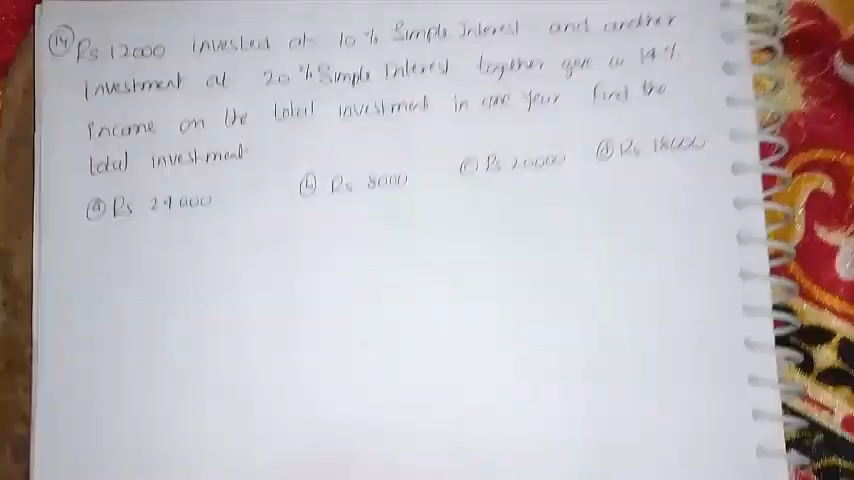 (14) Rs 12000 invested at 10% Simple Interest and another
investment at 20% Simple Interest together give a 14%
income on the total investment in one year find the
total investment
(a) Rs 24000 (b) Rs 8000 (c) Rs 20000 (d) Rs 18000